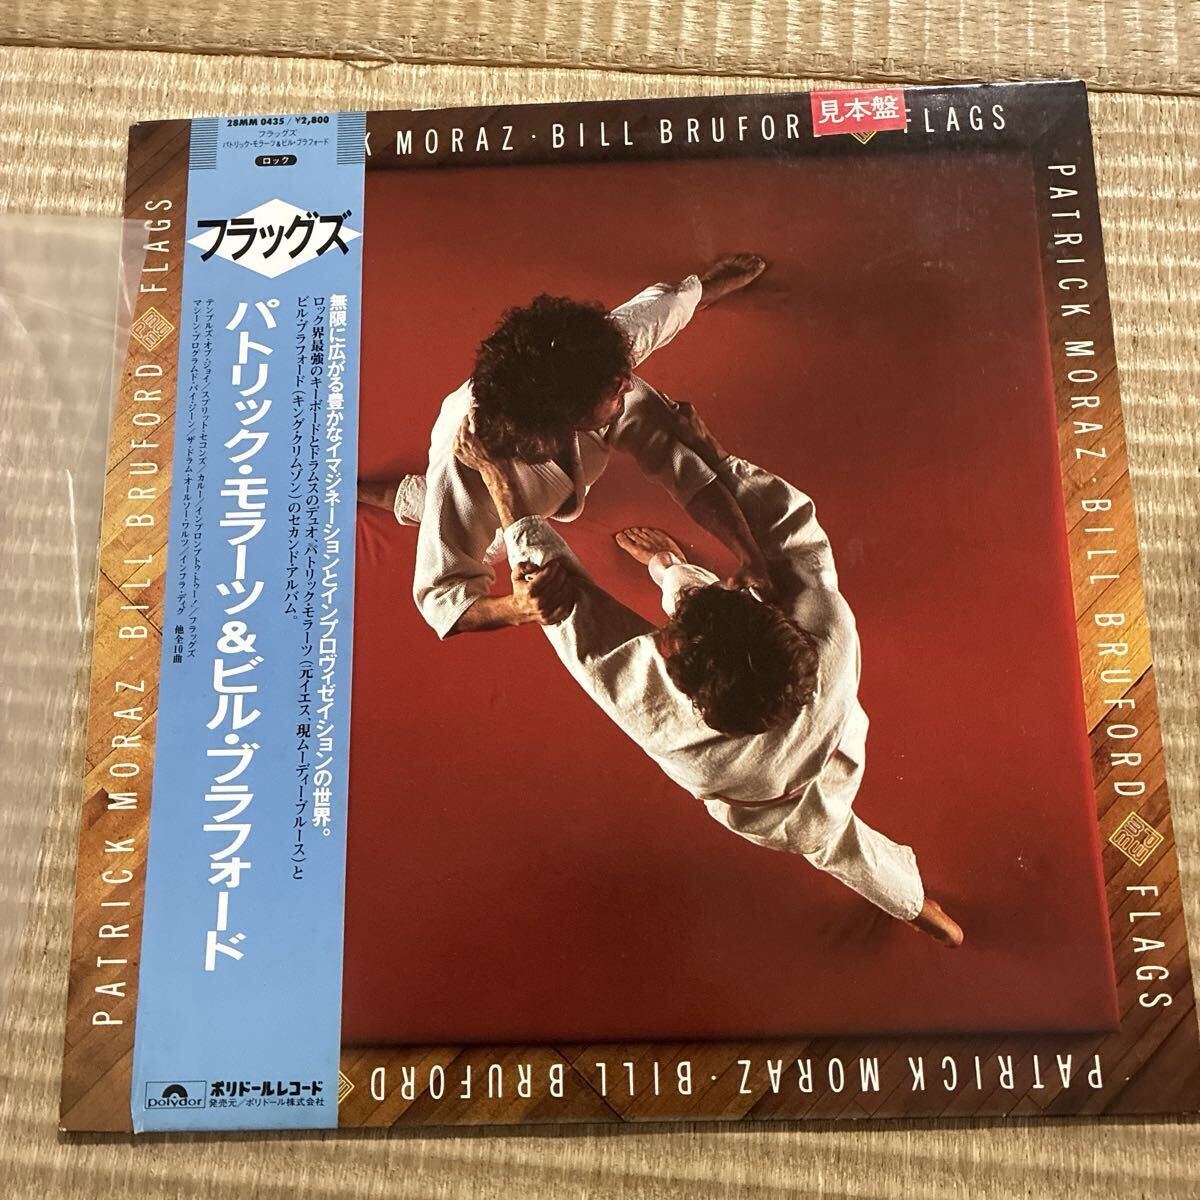 28MM 0435 / ¥2,800
フラッグズ
パトリック・モラーツ&ビル・ブラフォード
ロック
フラッグズ
無限に広がる豊かなイマジネーションとインプロヴィゼイションの世界。
ロック界最強のキーボードとドラムスのデュオ。パトリック・モラーツ(元イエス、現ムーディー・ブルース)と
ビル・ブラフォード(キング・クリムゾン)のセカンド・アルバム。
パトリック・モラーツ&ビル・ブラフォード
テンプルズ・オブ・ジョイ/スプリット・セコンズ/カルー/インプロンプトゥ・トゥー!/フラッグズ
マシーン・プログラムド・バイ・ジーン/ザ・ドラム・オールソー・ワルツ/インフラ・ディグ 他全10曲
polydor
ポリドールレコード
発売元/ポリドール株式会社
K MORAZ · BILL BRUFOR FLAGS
見本盤
PATRICK MORAZ · BILL BRUFORD FLAGS
PATRICK MORAZ · BILL BRUFORD
PATRICK MORAZ · BILL BRUFORD FLAGS